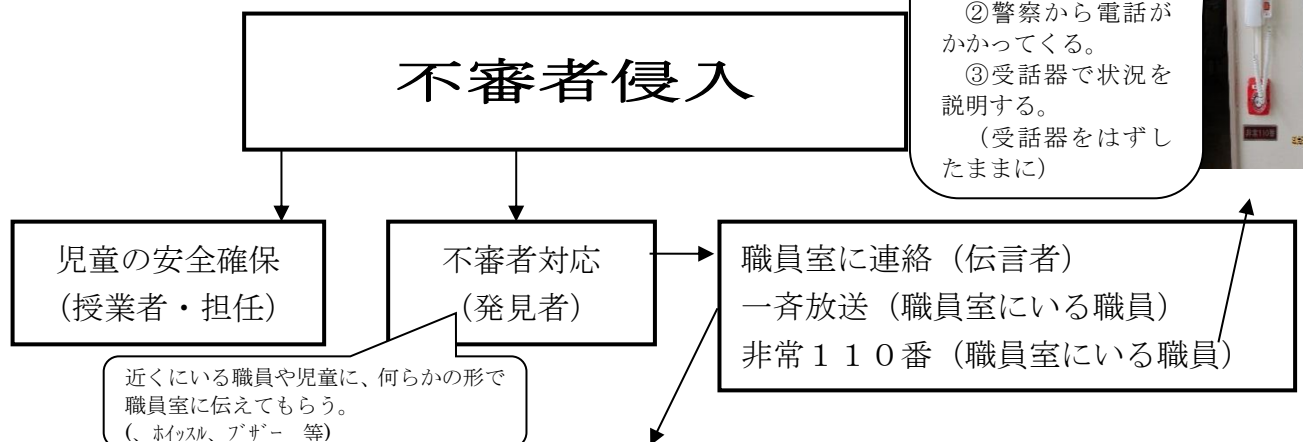 ②警察から電話が
かかってくる。
③受話器で状況を
説明する。
（受話器をはずし
たままに）
非常110番
不審者侵入
児童の安全確保
（授業者・担任）
不審者対応
（発見者）
職員室に連絡（伝言者）
一斉放送（職員室にいる職員）
非常１１０番（職員室にいる職員）
近くにいる職員や児童に、何らかの形で
職員室に伝えてもらう。
(、ﾎｲｯｽﾙ、ﾌﾞｻﾞｰ　等)